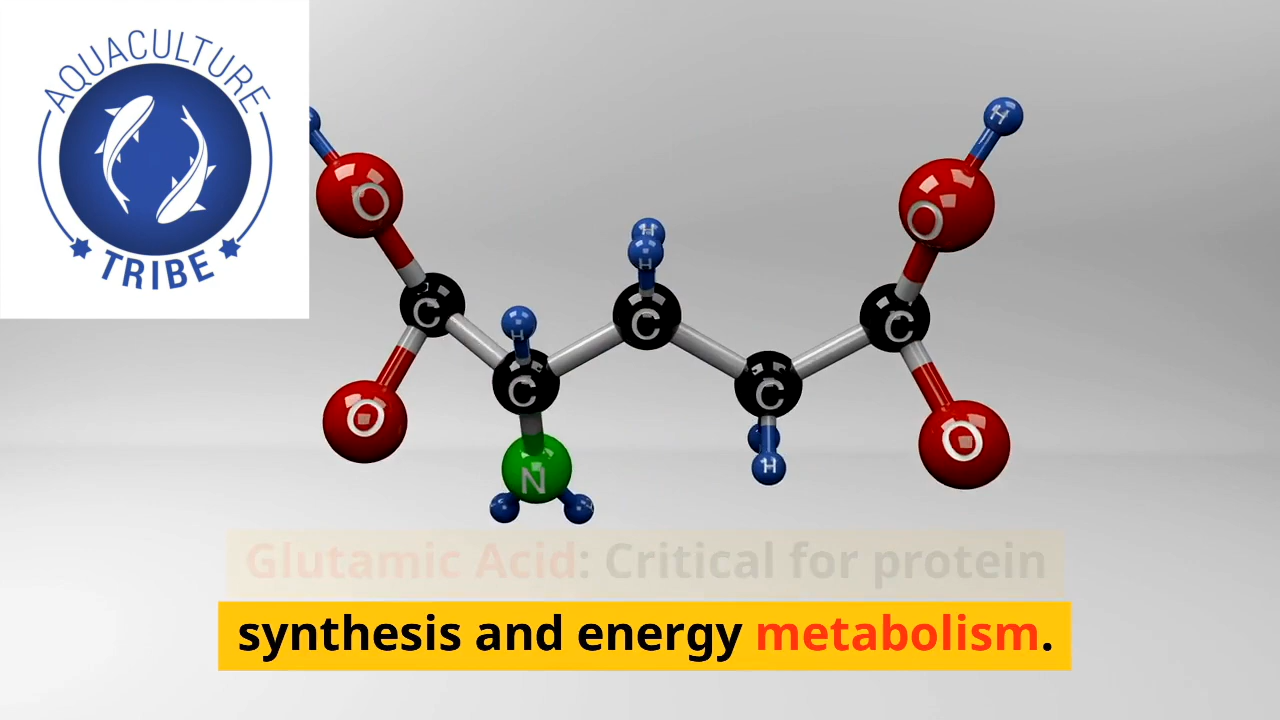 AQUACULTURE
TRIBE
H
O
O
C
O
C
H
H
H
C
C
H
C
O
O
N
H
Glutamic Acid: Critical for protein
synthesis and energy metabolism.